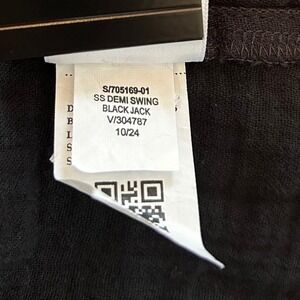 S/705169-01
SS DEMI SWING
BLACK JACK
V/304787
10/24